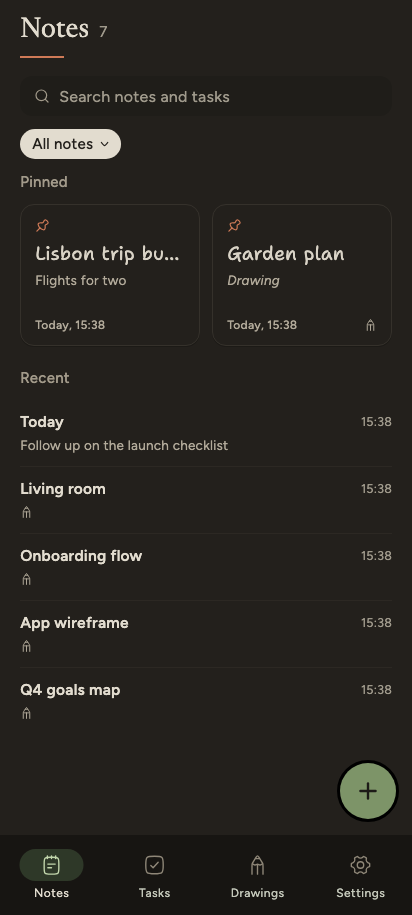 Notes 7
Search notes and tasks
All notes
Pinned
Lisbon trip bu...
Flights for two
Today, 15:38
Garden plan
Drawing
Today, 15:38
Recent
Today 15:38
Follow up on the launch checklist
Living room 15:38
Onboarding flow 15:38
App wireframe 15:38
Q4 goals map 15:38
Notes Tasks Drawings Settings